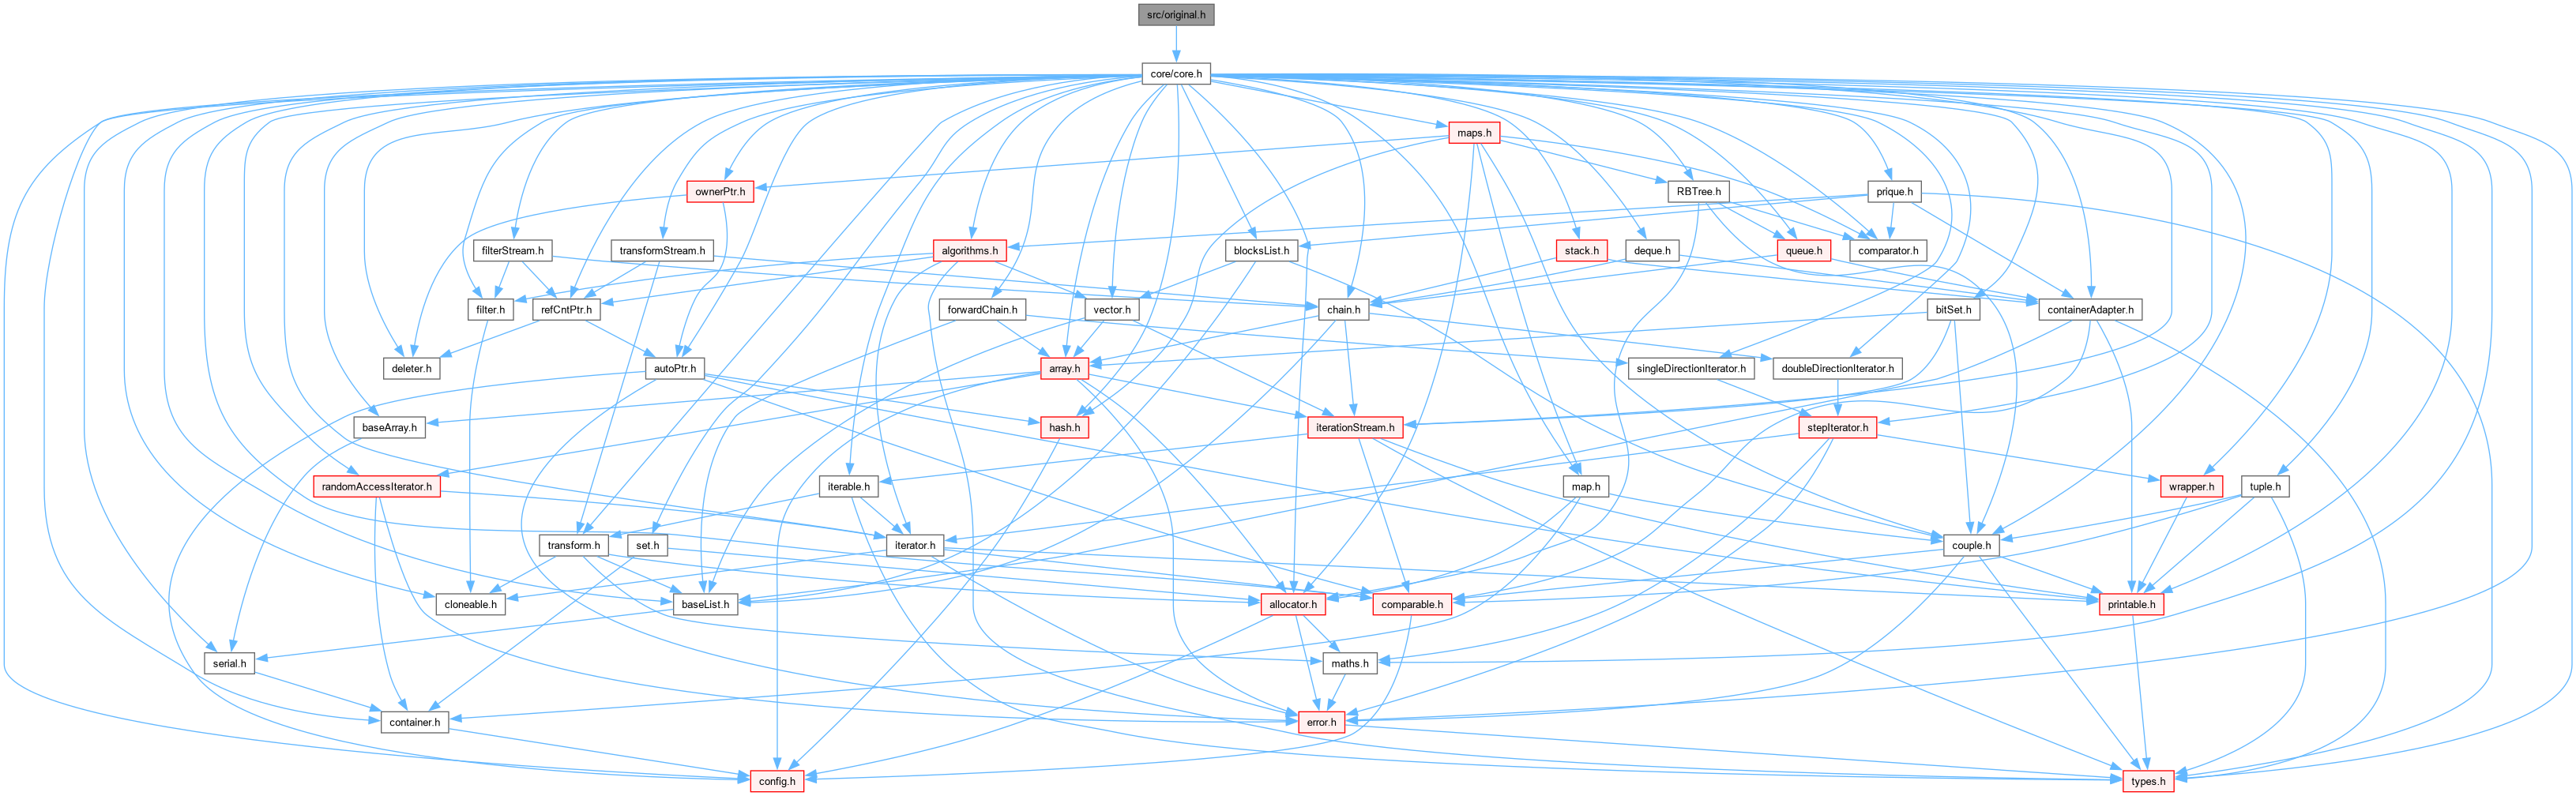 src/original.h
core/core.h
maps.h
ownerPtr.h
RBTree.h
prique.h
filterStream.h
transformStream.h
algorithms.h
blocksList.h
stack.h
deque.h
queue.h
comparator.h
filter.h
refCntPtr.h
forwardChain.h
vector.h
chain.h
bitSet.h
containerAdapter.h
deleter.h
autoPtr.h
array.h
singleDirectionIterator.h
doubleDirectionIterator.h
baseArray.h
hash.h
iterationStream.h
stepIterator.h
randomAccessIterator.h
iterable.h
map.h
wrapper.h
tuple.h
transform.h
set.h
iterator.h
couple.h
cloneable.h
baseList.h
allocator.h
comparable.h
printable.h
serial.h
maths.h
container.h
error.h
config.h
types.h